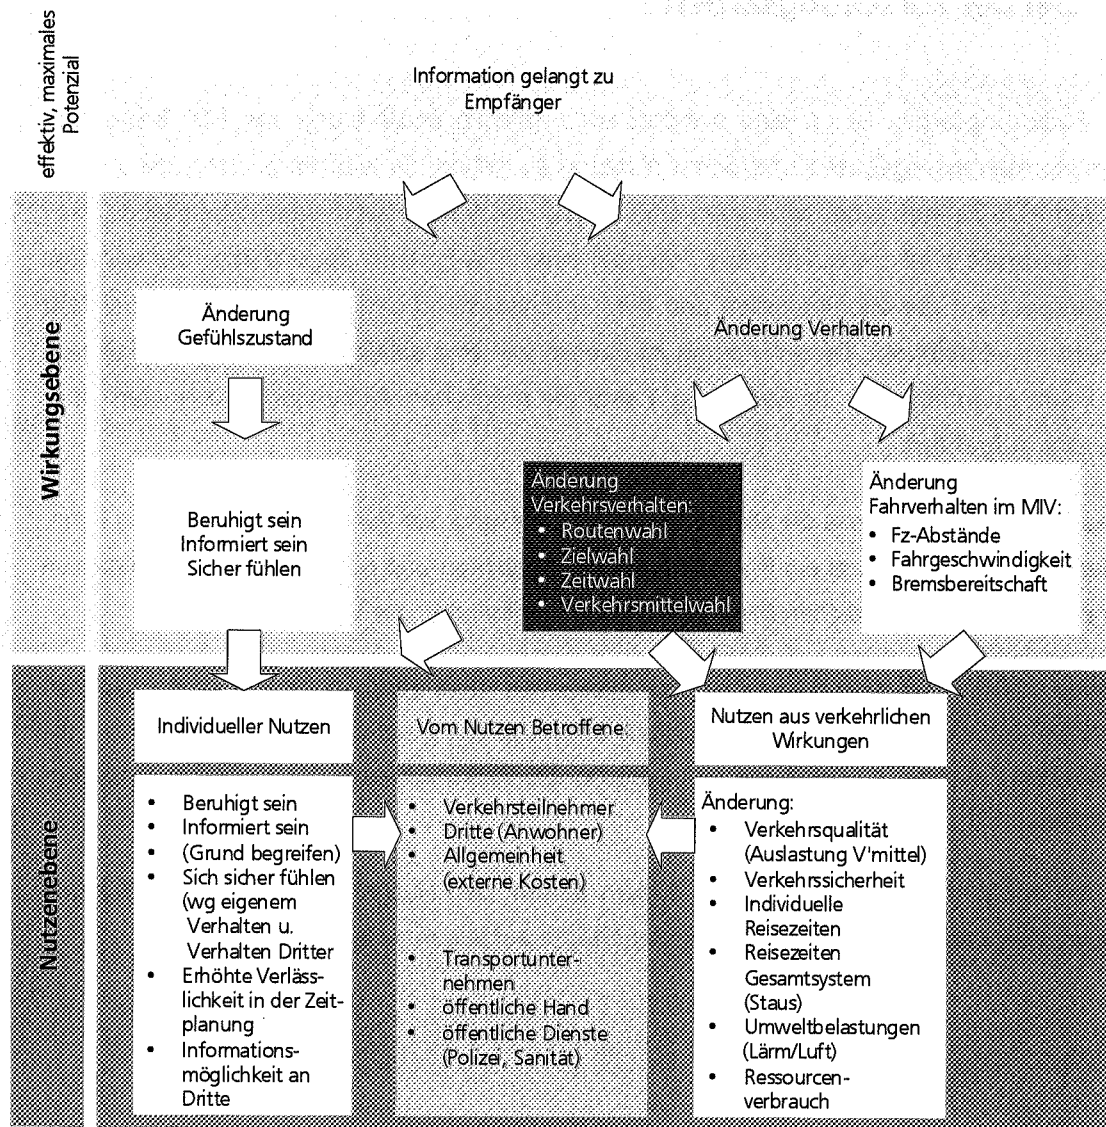 effektiv, maximales
Potenzial
Information gelangt zu
Empfänger
Wirkungsebene
Änderung
Gefühlszustand
Änderung Verhalten
Beruhigt sein
Informiert sein
Sicher fühlen
Änderung
Verkehrsverhalten:
• Routenwahl
• Zielwahl
• Zeitwahl
• Verkehrsmittelwahl
Änderung
Fahrverhalten im MIV:
• Fz-Abstände
• Fahrgeschwindigkeit
• Bremsbereitschaft
Nutzenebene
Individueller Nutzen
Vom Nutzen Betroffene:
Nutzen aus verkehrlichen
Wirkungen
• Beruhigt sein
• Informiert sein
• (Grund begreifen)
• Sich sicher fühlen
(wg eigenem
Verhalten u.
Verhalten Dritter
• Erhöhte Verläss-
lichkeit in der Zeit-
planung
• Informations-
möglichkeit an
Dritte
• Verkehrsteilnehmer
• Dritte (Anwohner)
• Allgemeinheit
(externe Kosten)
• Transportunter-
nehmen
• öffentliche Hand
• öffentliche Dienste
(Polizei, Sanität)
Änderung:
• Verkehrsqualität
(Auslastung V'mittel)
• Verkehrssicherheit
• Individuelle
Reisezeiten
• Reisezeiten
Gesamtsystem
(Staus)
• Umweltbelastungen
(Lärm/Luft)
• Ressourcen-
verbrauch